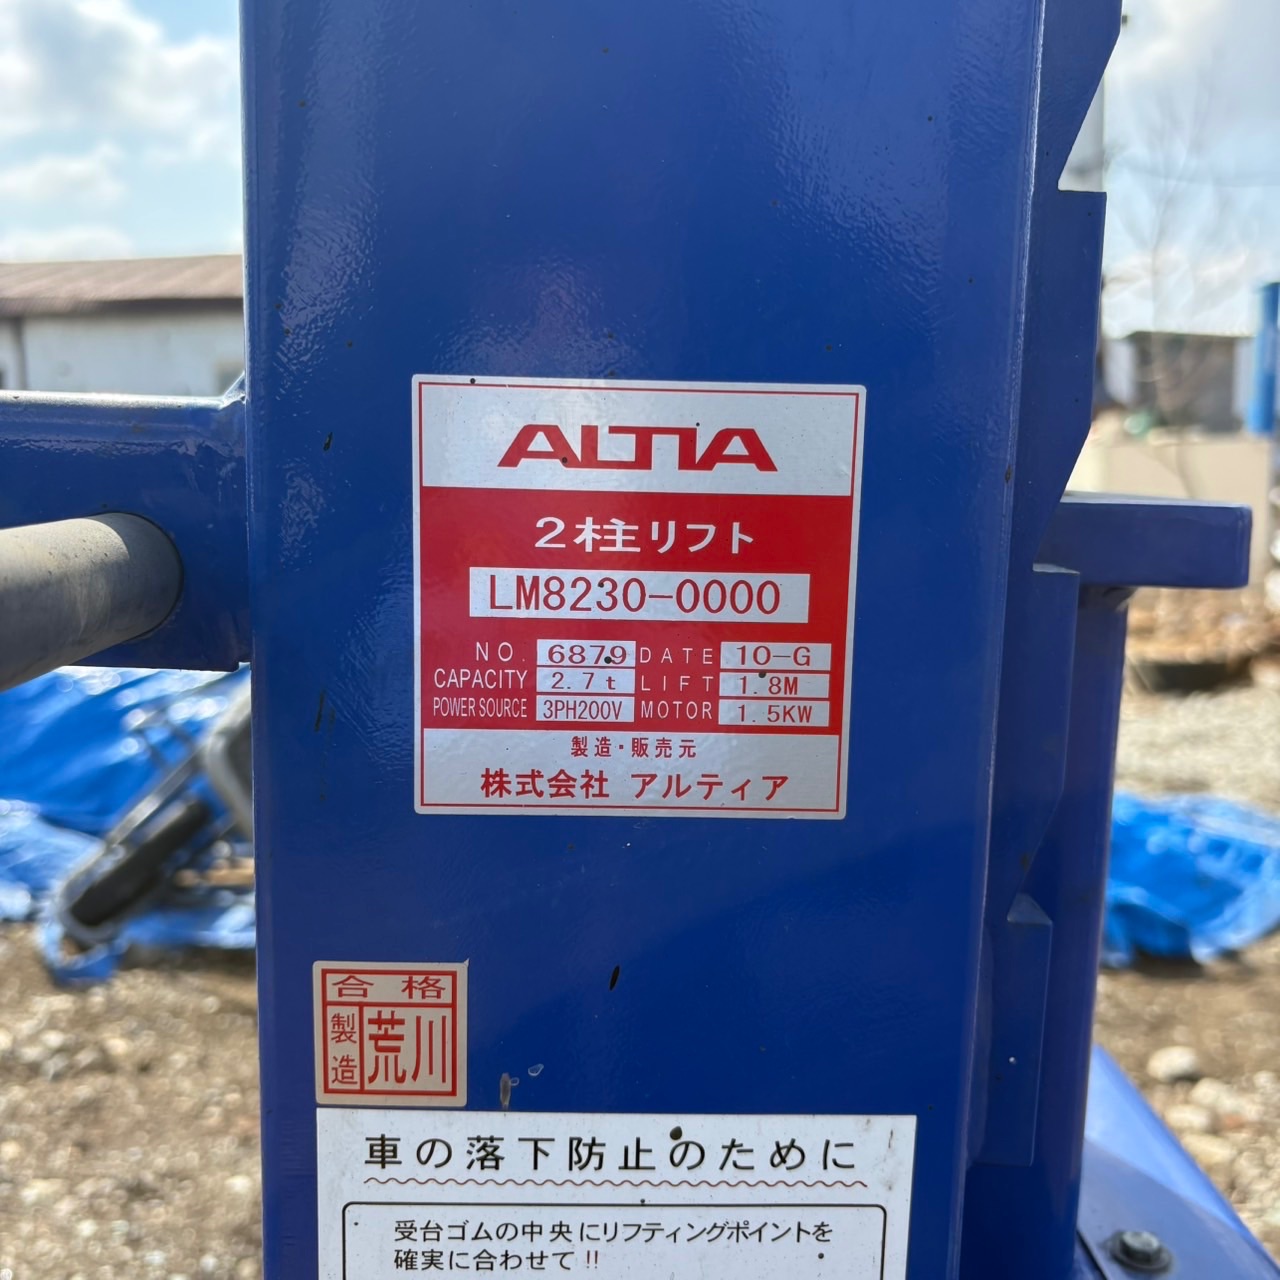 ALTIA
2柱リフト
LM8230-0000
NO. 6879 DATE 10-G
CAPACITY 2.7t LIFT 1.8M
POWER SOURCE 3PH200V MOTOR 1.5KW
製造・販売元
株式会社 アルティア
合格
製造 荒川
車の落下防止のために
受台ゴムの中央にリフティングポイントを
確実に合わせて!!